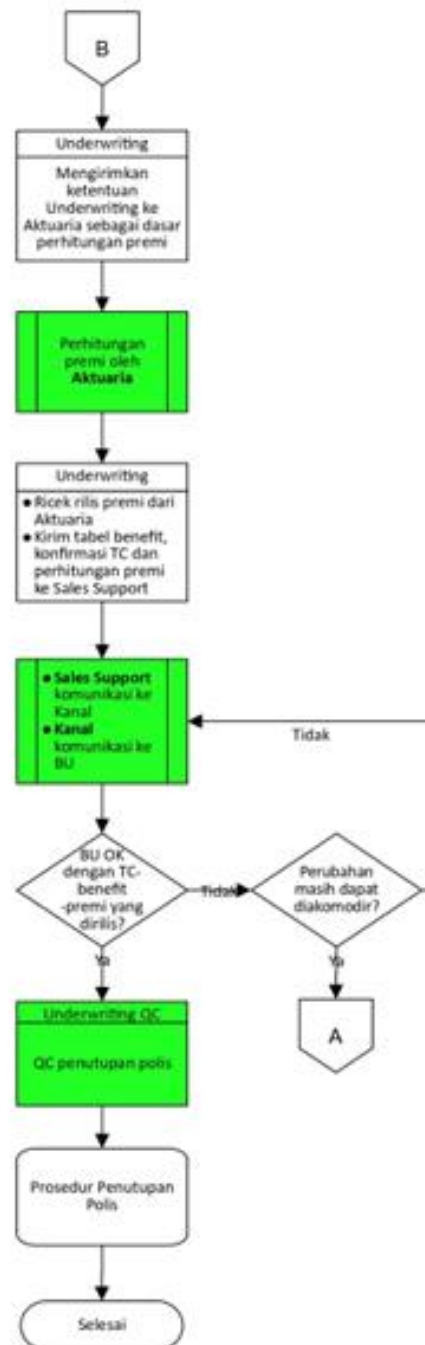 B
Underwriting
Mengirimkan
ketentuan
Underwriting ke
Aktuaria sebagai dasar
perhitungan premi
Perhitungan
premi oleh
Aktuaria
Underwriting
● Ricek rilis premi dari
Aktuaria
● Kirim tabel benefit,
konfirmasi TC dan
perhitungan premi
ke Sales Support
● Sales Support
komunikasi ke
Kanal
● Kanal
komunikasi ke
BU
Tidak
BU OK
dengan TC-
benefit
-premi yang
dirilis?
Tidak
Perubahan
masih dapat
diakomodir?
Ya
Ya
Underwriting QC
QC penutupan polis
A
Prosedur Penutupan
Polis
Selesai